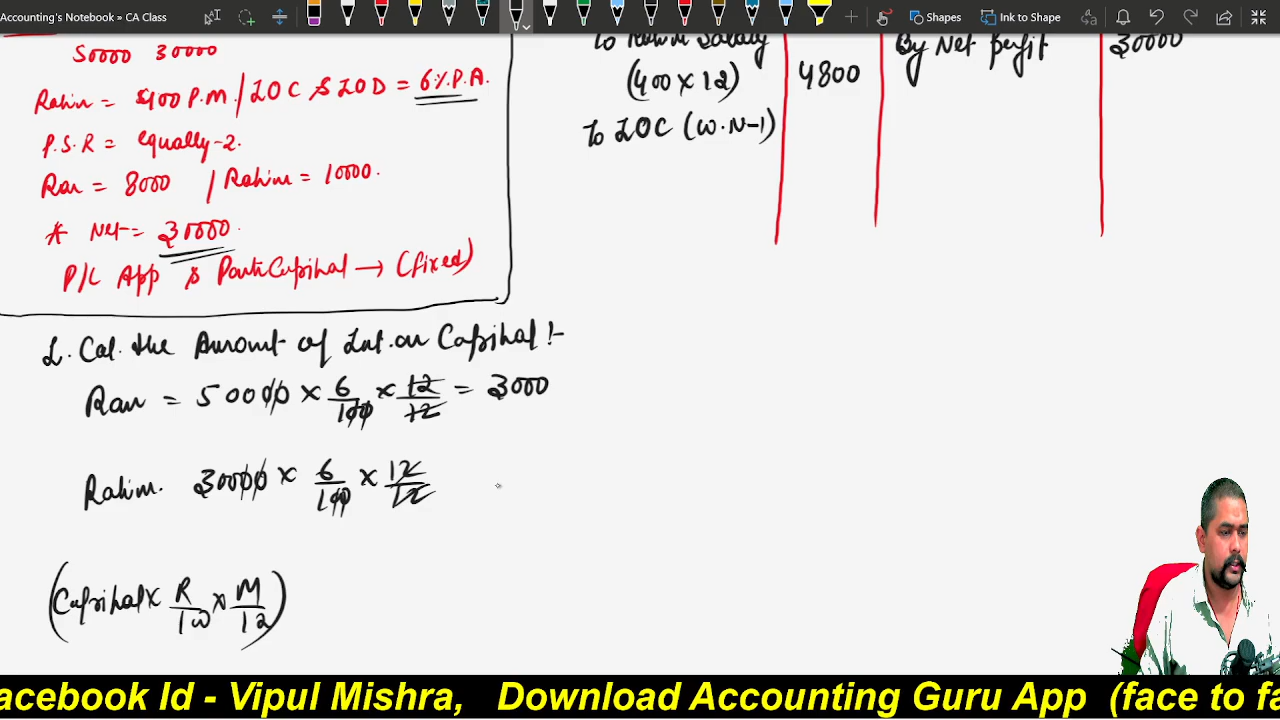 Accounting's Notebook » CA Class
Shapes
Ink to Shape
50000 30000
Rahim = 400 P.M / IOC & IOD = 6% P.A.
P.S.R = equally-2.
Ram = 8000 / Rahim = 10000.
* Net = 30000.
P/L App & Capital → (fixed)
To Rahim Salary
(400 x 12) 4800
To IOC (W.N-1)
By Net Profit 30000
1. Cal. the Amount of Int. on Capital :-
Ram = 50000 x 6/100 x 12/12 = 3000
Rahim. 30000 x 6/100 x 12/12
(Capital x R/100 x M/12)
acebook Id - Vipul Mishra, Download Accounting Guru App (face to fa